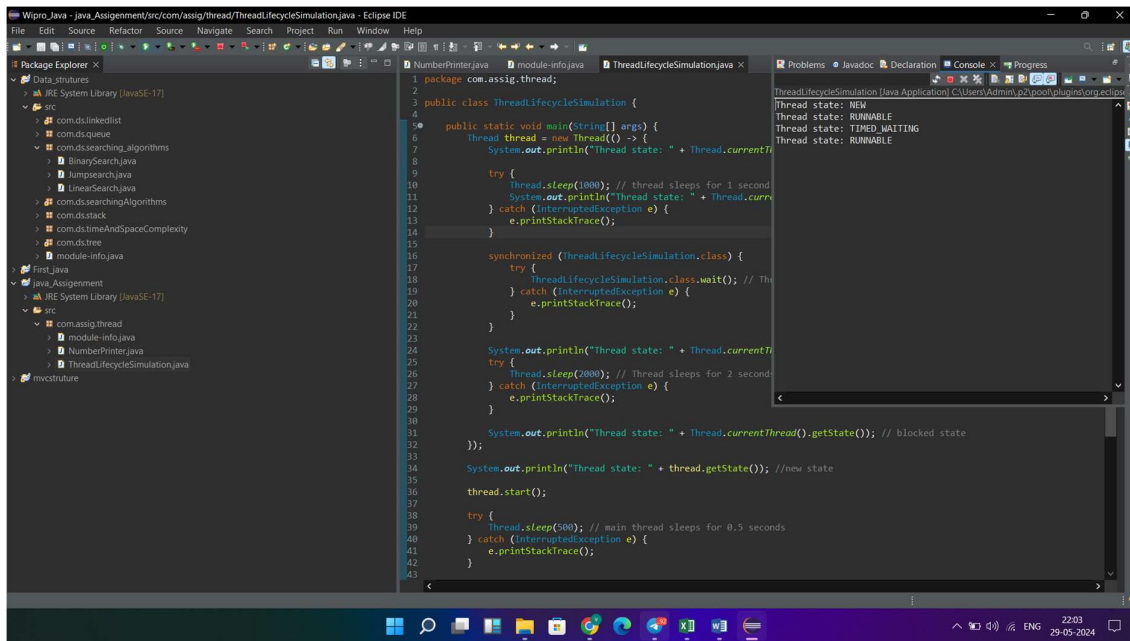 Wipro_Java - java_Assigenment/src/com/assig/thread/ThreadLifecycleSimulation.java - Eclipse IDE
File Edit Source Refactor Source Navigate Search Project Run Window Help
Package Explorer
Data_strutures
JRE System Library [JavaSE-17]
src
com.ds.linkedlist
com.ds.queue
com.ds.searching_algorithms
BinarySearch.java
Jumpsearch.java
LinearSearch.java
com.ds.searchingAlgorithms
com.ds.stack
com.ds.timeAndSpaceComplexity
com.ds.tree
module-info.java
First_java
java_Assigenment
JRE System Library [JavaSE-17]
src
com.assig.thread
module-info.java
NumberPrinter.java
ThreadLifecycleSimulation.java
mvcstruture
NumberPrinter.java module-info.java ThreadLifecycleSimulation.java
1 package com.assig.thread;
2
3 public class ThreadLifecycleSimulation {
4
5 public static void main(String[] args) {
6 Thread thread = new Thread(() -> {
7 System.out.println("Thread state: " + Thread.currentTh
8
9 try {
10 Thread.sleep(1000); // thread sleeps for 1 second
11 System.out.println("Thread state: " + Thread.curre
12 } catch (InterruptedException e) {
13 e.printStackTrace();
14 }
15
16 synchronized (ThreadLifecycleSimulation.class) {
17 try {
18 ThreadLifecycleSimulation.class.wait(); // Th
19 } catch (InterruptedException e) {
20 e.printStackTrace();
21 }
22 }
23
24 System.out.println("Thread state: " + Thread.currentT
25 try {
26 Thread.sleep(2000); // Thread sleeps for 2 second
27 } catch (InterruptedException e) {
28 e.printStackTrace();
29 }
30
31 System.out.println("Thread state: " + Thread.currentThread().getState()); // blocked state
32 });
33
34 System.out.println("Thread state: " + thread.getState()); //new state
35
36 thread.start();
37
38 try {
39 Thread.sleep(500); // main thread sleeps for 0.5 seconds
40 } catch (InterruptedException e) {
41 e.printStackTrace();
42 }
43
Problems Javadoc Declaration Console Progress
ThreadLifecycleSimulation [Java Application] C:\Users\Admin\.p2\pool\plugins\org.eclipse
Thread state: NEW
Thread state: RUNNABLE
Thread state: TIMED_WAITING
Thread state: RUNNABLE
ENG
22:03
29-05-2024